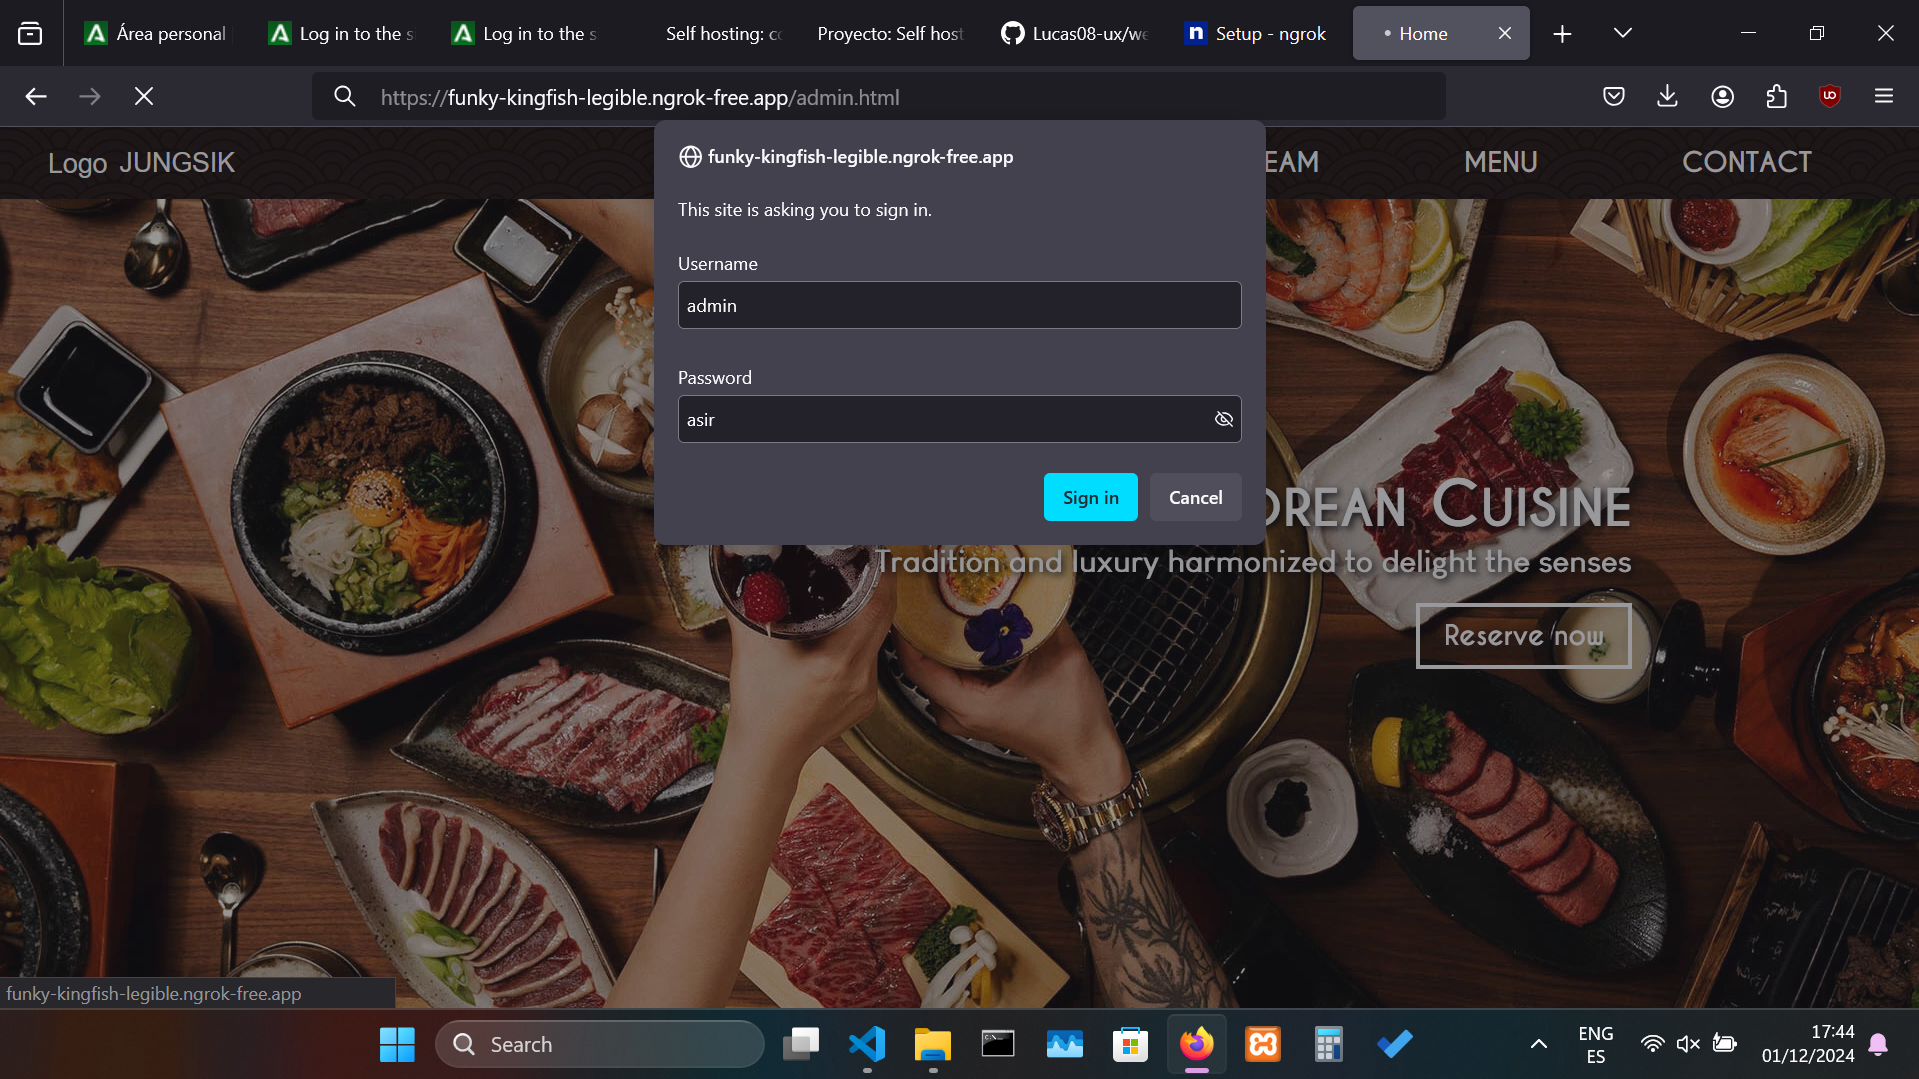 Área personal
Log in to the s
Log in to the s
Self hosting: co
Proyecto: Self host
Lucas08-ux/we
n
Setup - ngrok
Home
https://funky-kingfish-legible.ngrok-free.app/admin.html
Logo JUNGSIK
EAM
MENU
CONTACT
funky-kingfish-legible.ngrok-free.app
This site is asking you to sign in.
Username
admin
Password
asir
Sign in
Cancel
OREAN CUISINE
Tradition and luxury harmonized to delight the senses
Reserve now
funky-kingfish-legible.ngrok-free.app
Search
ENG
ES
17:44
01/12/2024